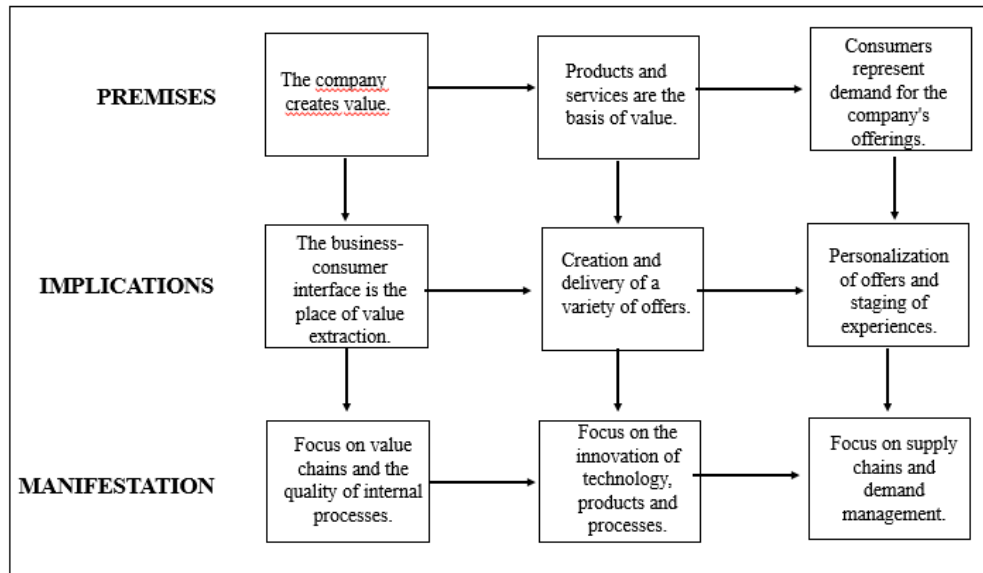 PREMISES
The company
creates value.
Products and
services are the
basis of value.
Consumers
represent
demand for the
company's
offerings.
IMPLICATIONS
The business-
consumer
interface is the
place of value
extraction.
Creation and
delivery of a
variety of offers.
Personalization
of offers and
staging of
experiences.
MANIFESTATION
Focus on value
chains and the
quality of internal
processes.
Focus on the
innovation of
technology,
products and
processes.
Focus on supply
chains and
demand
management.